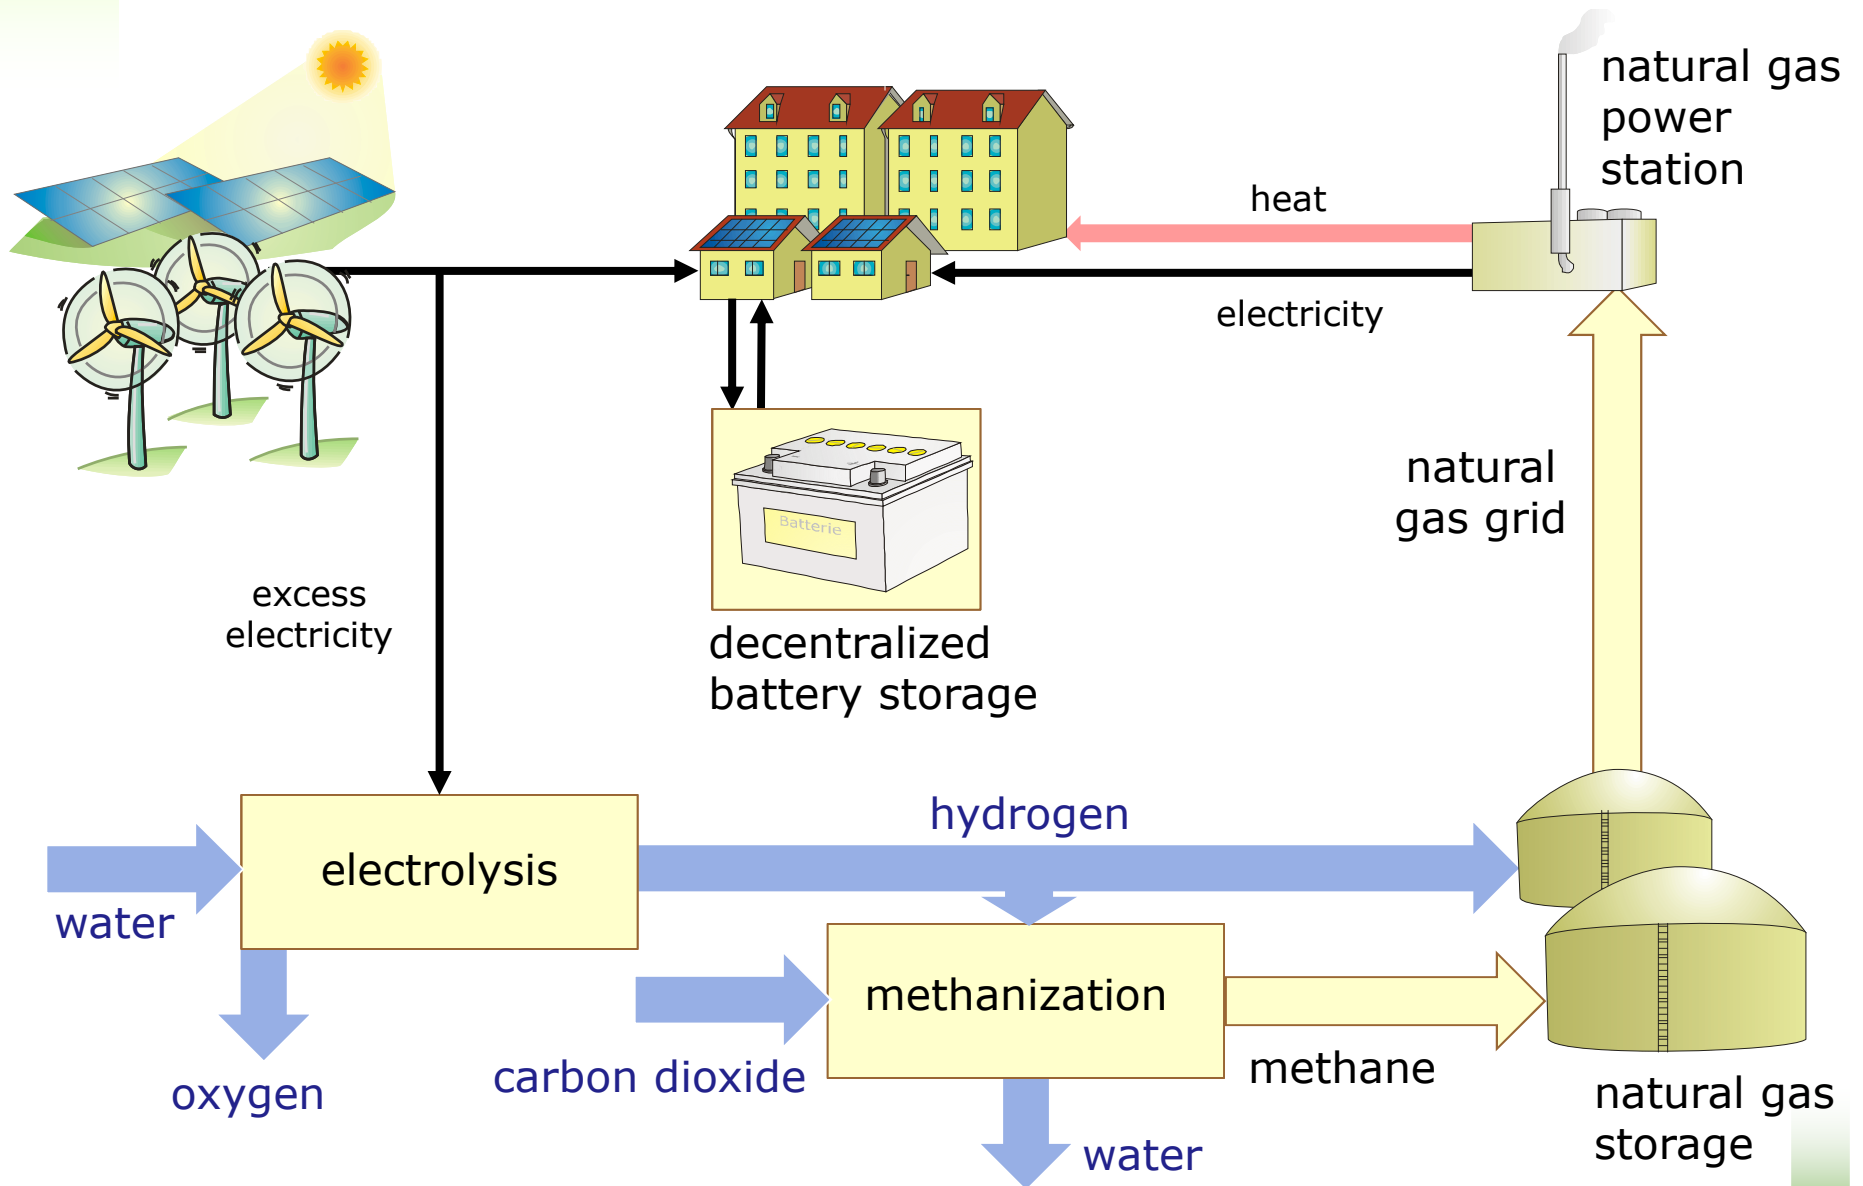 natural gas
power
station
heat
electricity
Batterie
natural
gas grid
excess
electricity
decentralized
battery storage
hydrogen
electrolysis
water
methanization
carbon dioxide
methane
oxygen
natural gas
storage
water